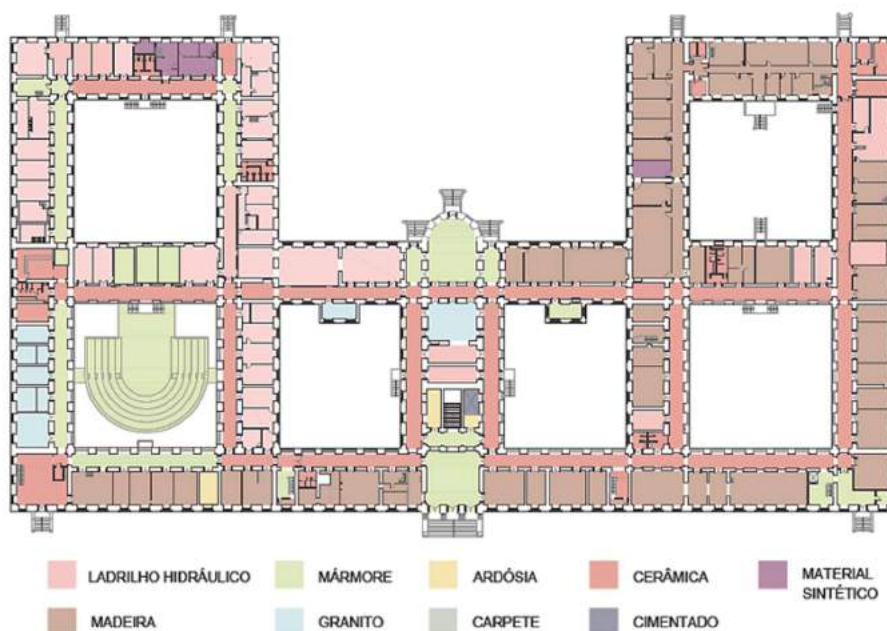 LADRILHO HIDRÁULICO
MÁRMORE
ARDÓSIA
CERÂMICA
MATERIAL
SINTÉTICO
MADEIRA
GRANITO
CARPETE
CIMENTADO